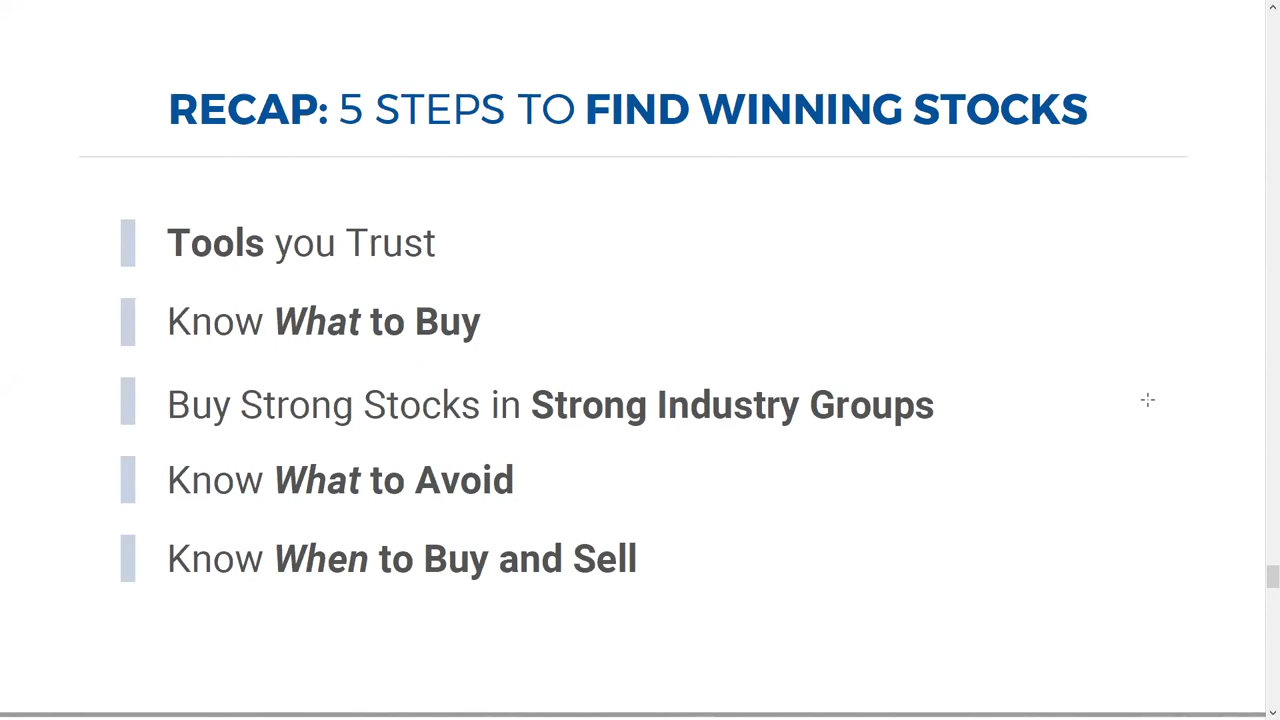 RECAP: 5 STEPS TO FIND WINNING STOCKS
Tools you Trust
Know What to Buy
Buy Strong Stocks in Strong Industry Groups
Know What to Avoid
Know When to Buy and Sell